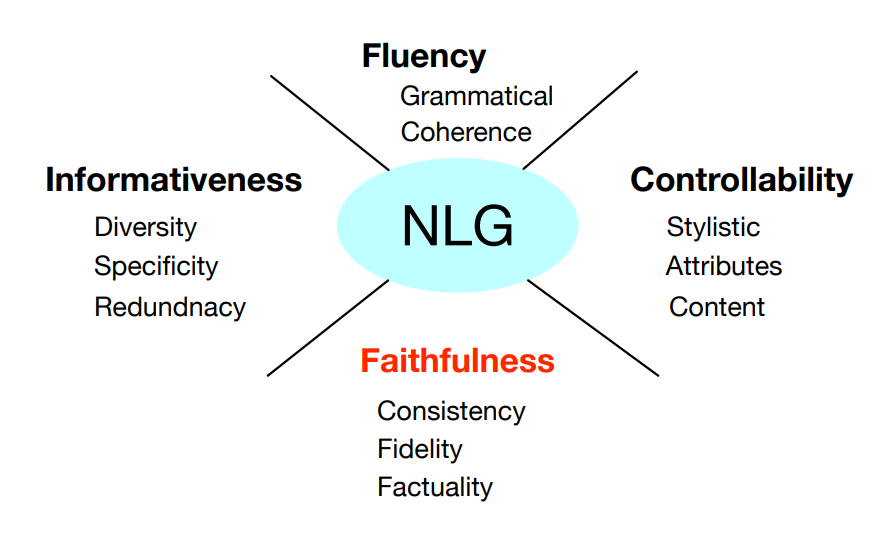 Fluency
Grammatical
Coherence
Informativeness
Diversity
Specificity
Redundnacy
NLG
Controllability
Stylistic
Attributes
Content
Faithfulness
Consistency
Fidelity
Factuality